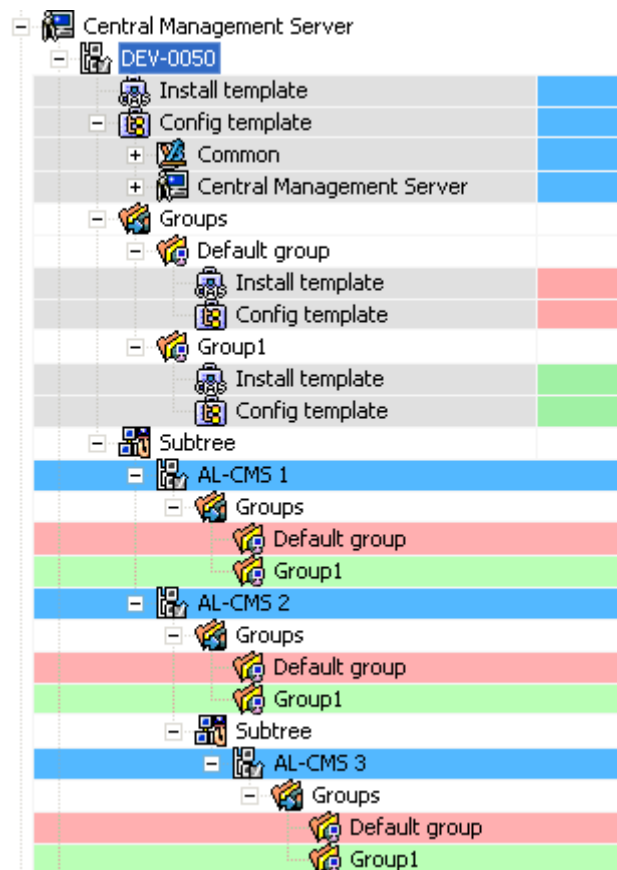 Central Management Server
DEV-0050
Install template
Config template
Common
Central Management Server
Groups
Default group
Install template
Config template
Group1
Install template
Config template
Subtree
AL-CMS 1
Groups
Default group
Group1
AL-CMS 2
Groups
Default group
Group1
Subtree
AL-CMS 3
Groups
Default group
Group1